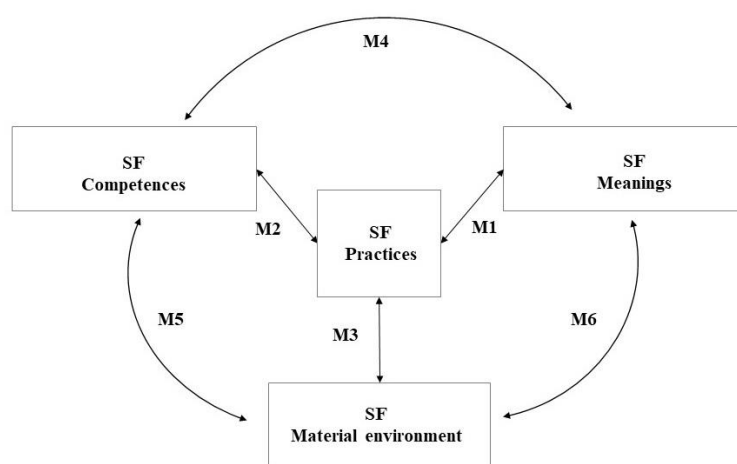 M4
SF
Competences
SF
Meanings
M2
SF
Practices
M1
M5
M3
M6
SF
Material environment